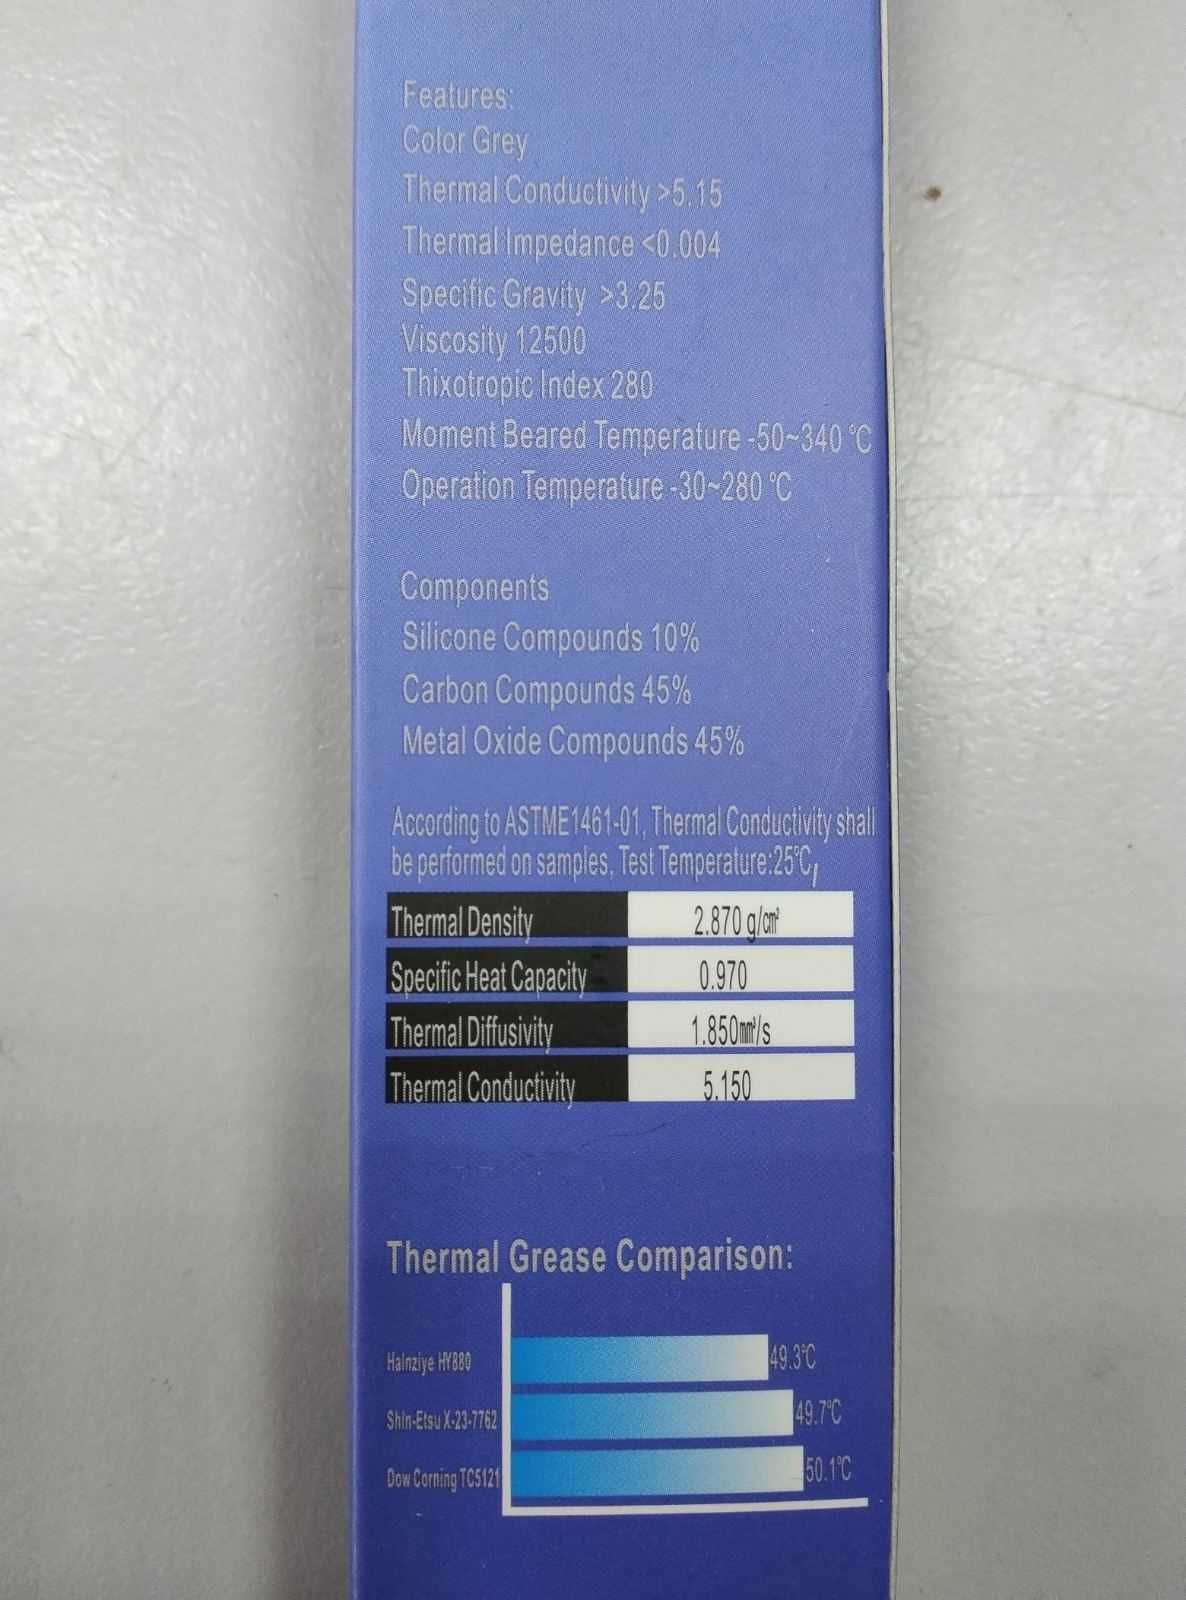 Features:
Color Grey
Thermal Conductivity >5.15
Thermal Impedance <0.004
Specific Gravity >3.25
Viscosity 12500
Thixotropic Index 280
Moment Beared Temperature -50~340 ℃
Operation Temperature -30~280 ℃
Components
Silicone Compounds 10%
Carbon Compounds 45%
Metal Oxide Compounds 45%
According to ASTME1461-01, Thermal Conductivity shall
be performed on samples, Test Temperature:25℃,
Thermal Density 2.870 g/cm³
Specific Heat Capacity 0.970
Thermal Diffusivity 1.850mm²/s
Thermal Conductivity 5.150
Thermal Grease Comparison:
Halnziye HY880 49.3℃
Shin-Etsu X-23-7762 49.7℃
Dow Corning TC5121 50.1℃